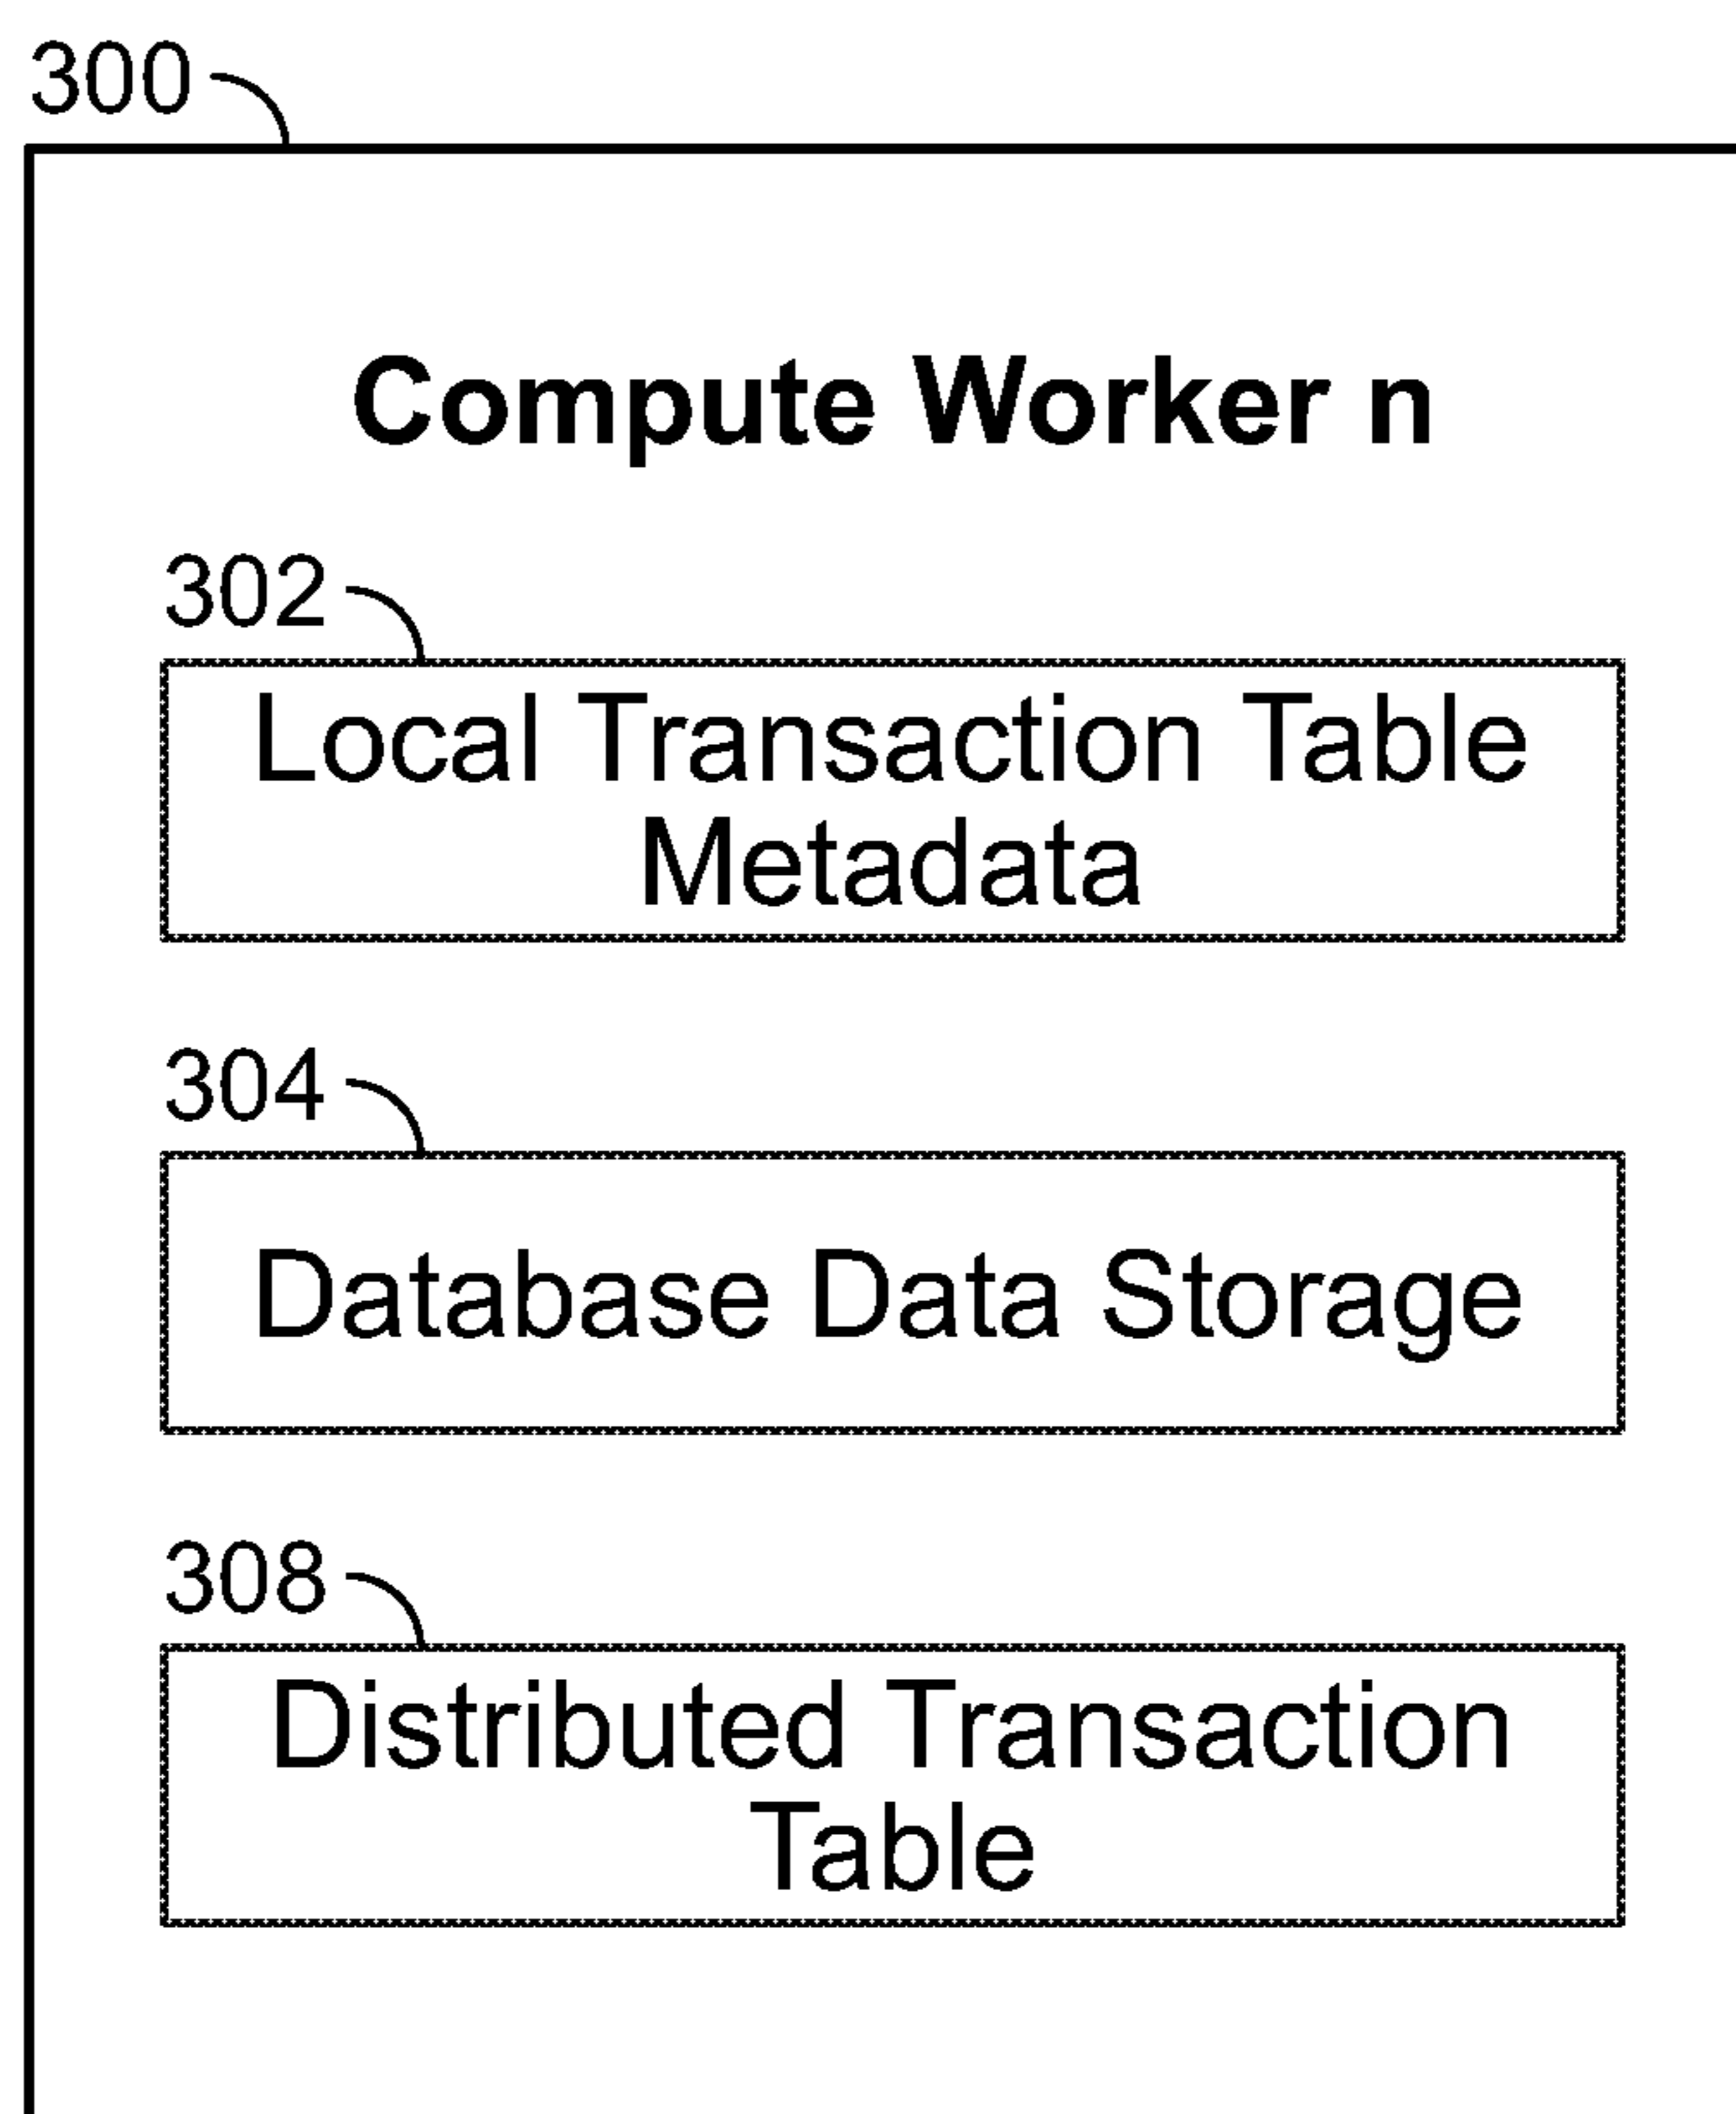 300
Compute Worker n
302
Local Transaction Table
Metadata
304
Database Data Storage
308
Distributed Transaction
Table